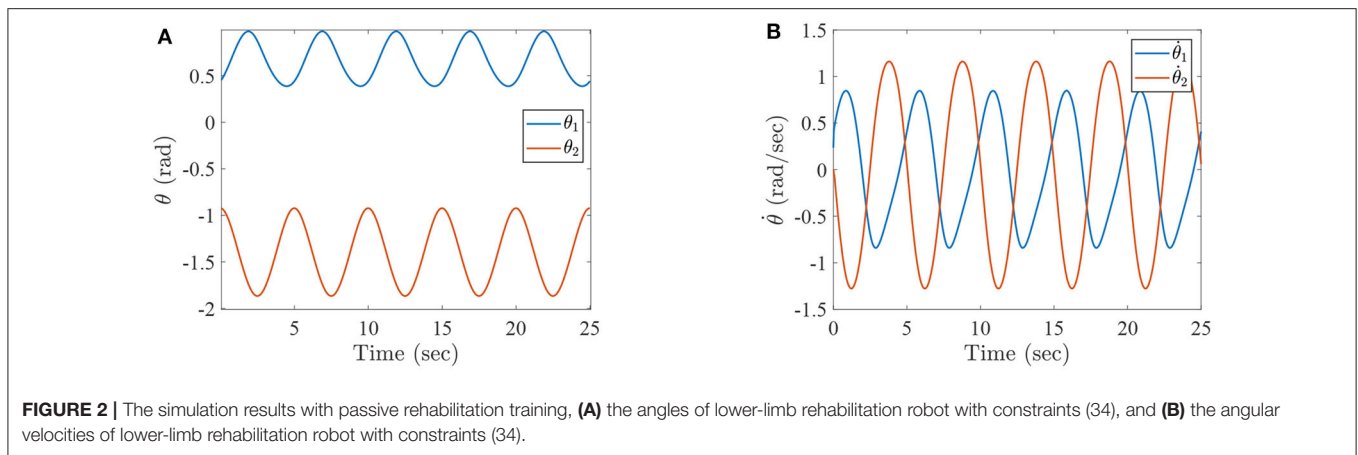 A
0.5
0
-0.5
-1
-1.5
-2
θ (rad)
θ₁
θ₂
5 10 15 20 25
Time (sec)
B
1.5
1
0.5
0
-0.5
-1
-1.5
θ̇ (rad/sec)
θ̇₁
θ̇₂
0 5 10 15 20 25
Time (sec)
FIGURE 2 | The simulation results with passive rehabilitation training, (A) the angles of lower-limb rehabilitation robot with constraints (34), and (B) the angular
velocities of lower-limb rehabilitation robot with constraints (34).